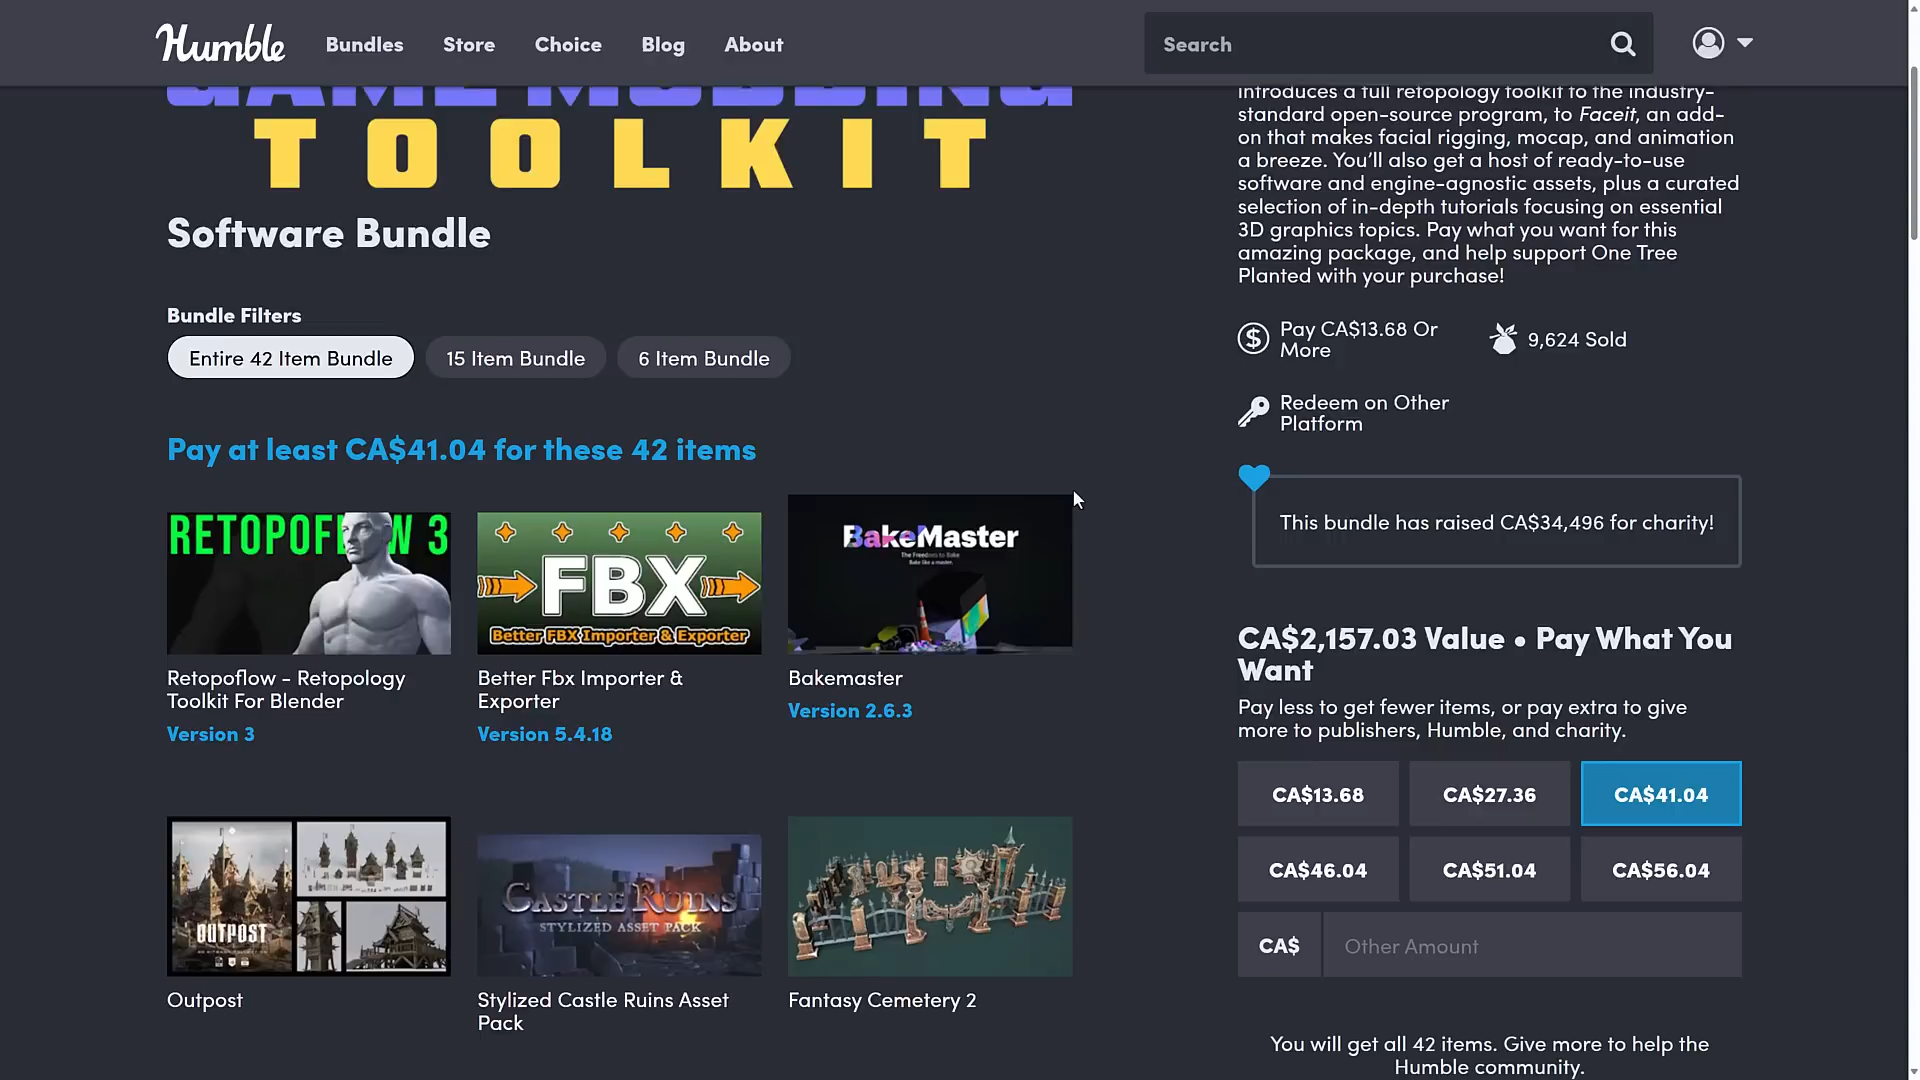 Humble
Bundles
Store
Choice
Blog
About
Search
GAME MODDING
TOOLKIT
Software Bundle
Bundle Filters
Entire 42 Item Bundle
15 Item Bundle
6 Item Bundle
Pay at least CA$41.04 for these 42 items
RETOPOFLOW 3
FBX
Better FBX Importer & Exporter
BakeMaster
The Freedom to Bake
Bake like a master.
Retopoflow - Retopology
Toolkit For Blender
Version 3
Better Fbx Importer &
Exporter
Version 5.4.18
Bakemaster
Version 2.6.3
OUTPOST
CASTLE RUINS
STYLIZED ASSET PACK
Outpost
Stylized Castle Ruins Asset
Pack
Fantasy Cemetery 2
introduces a full retopology toolkit to the industry-
standard open-source program, to Faceit, an add-
on that makes facial rigging, mocap, and animation
a breeze. You’ll also get a host of ready-to-use
software and engine-agnostic assets, plus a curated
selection of in-depth tutorials focusing on essential
3D graphics topics. Pay what you want for this
amazing package, and help support One Tree
Planted with your purchase!
Pay CA$13.68 Or
More
9,624 Sold
Redeem on Other
Platform
This bundle has raised CA$34,496 for charity!
CA$2,157.03 Value • Pay What You
Want
Pay less to get fewer items, or pay extra to give
more to publishers, Humble, and charity.
CA$13.68
CA$27.36
CA$41.04
CA$46.04
CA$51.04
CA$56.04
CA$
Other Amount
You will get all 42 items. Give more to help the
Humble community.